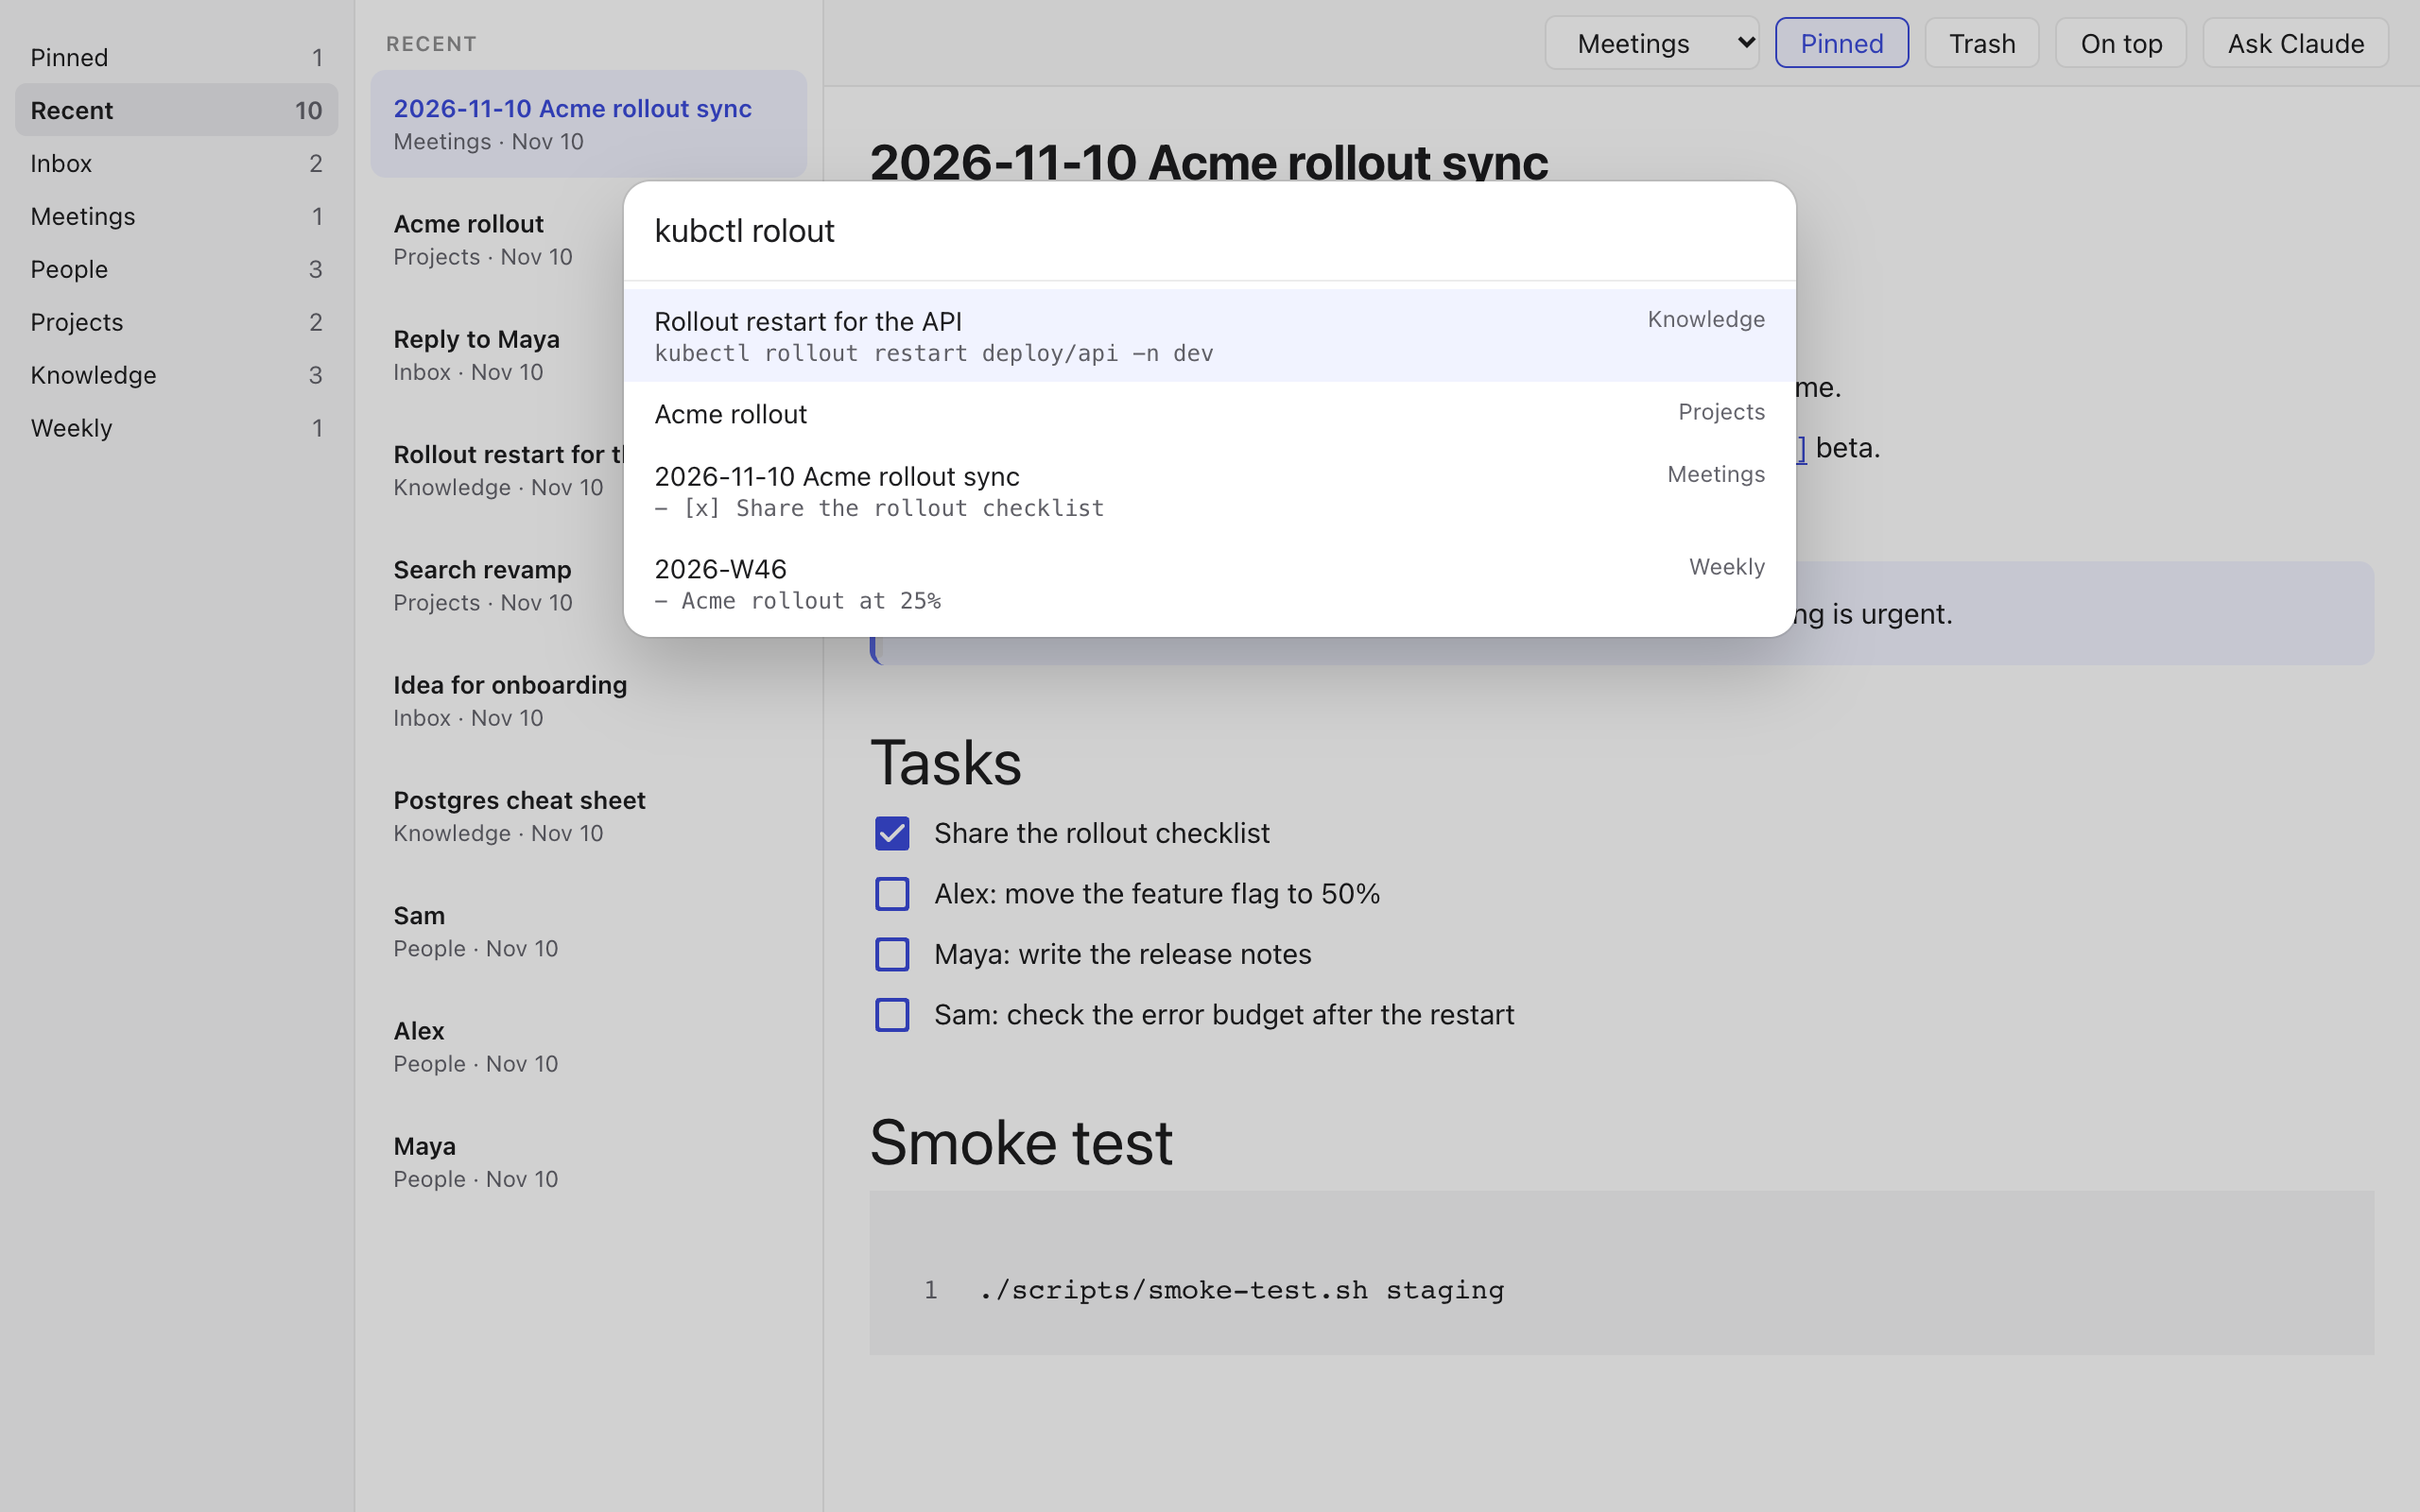 Pinned 1
Recent 10
Inbox 2
Meetings 1
People 3
Projects 2
Knowledge 3
Weekly 1
RECENT
2026-11-10 Acme rollout sync
Meetings · Nov 10
Acme rollout
Projects · Nov 10
Reply to Maya
Inbox · Nov 10
Rollout restart for
Knowledge · Nov 10
Search revamp
Projects · Nov 10
Idea for onboarding
Inbox · Nov 10
Postgres cheat sheet
Knowledge · Nov 10
Sam
People · Nov 10
Alex
People · Nov 10
Maya
People · Nov 10
Meetings Pinned Trash On top Ask Claude
2026-11-10 Acme rollout sync
kubctl rolout
Rollout restart for the API Knowledge
kubectl rollout restart deploy/api -n dev
Acme rollout Projects
2026-11-10 Acme rollout sync Meetings
- [x] Share the rollout checklist
2026-W46 Weekly
- Acme rollout at 25%
me.
] beta.
ng is urgent.
Tasks
Share the rollout checklist
Alex: move the feature flag to 50%
Maya: write the release notes
Sam: check the error budget after the restart
Smoke test
1 ./scripts/smoke-test.sh staging